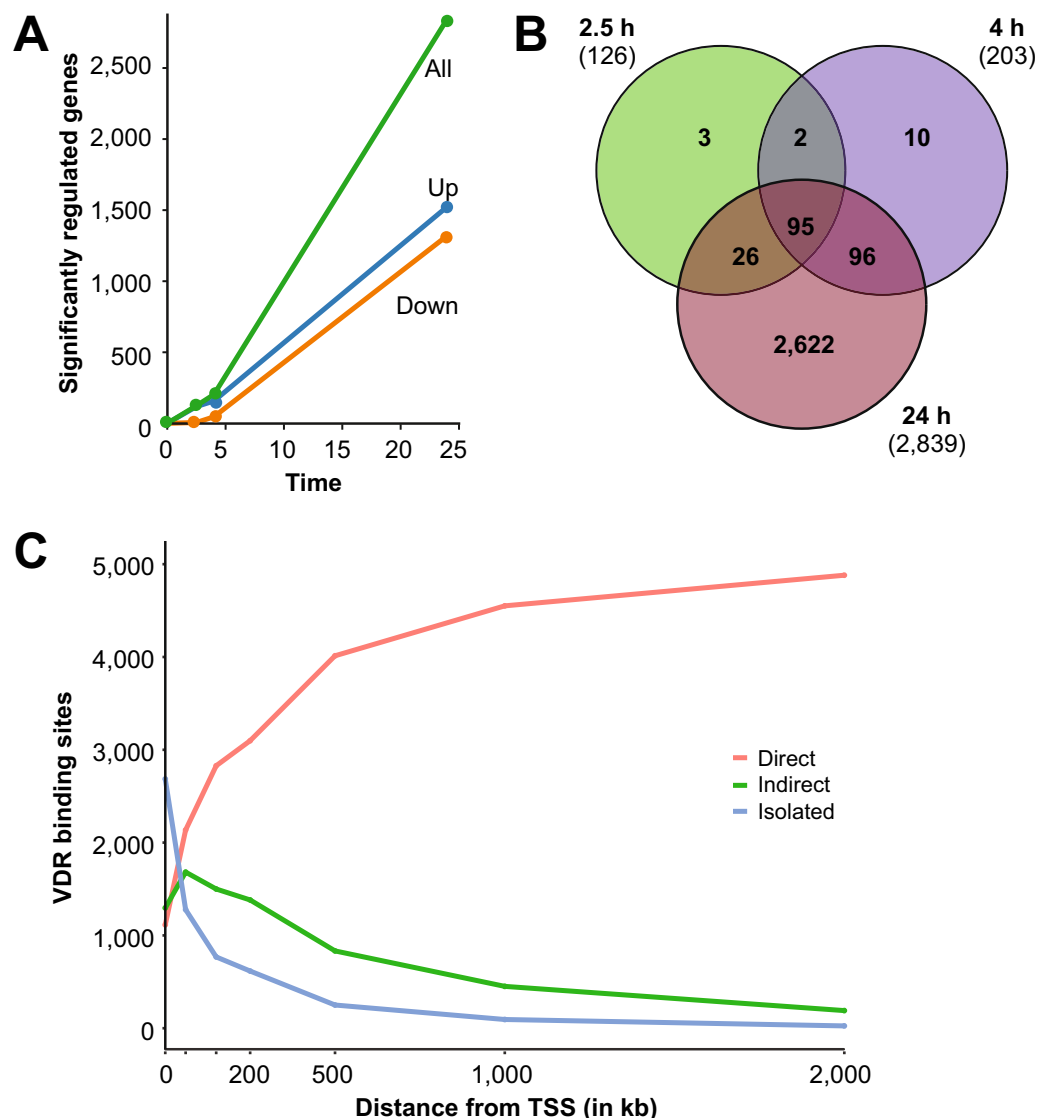 A
Significantly regulated genes
2,500
2,000
1,500
1,000
500
0
All
Up
Down
0 5 10 15 20 25
Time
B
2.5 h
(126)
4 h
(203)
3 2 10
95
26 96
2,622
24 h
(2,839)
C
VDR binding sites
5,000
4,000
3,000
2,000
1,000
0
Direct
Indirect
Isolated
0 200 500 1,000 2,000
Distance from TSS (in kb)